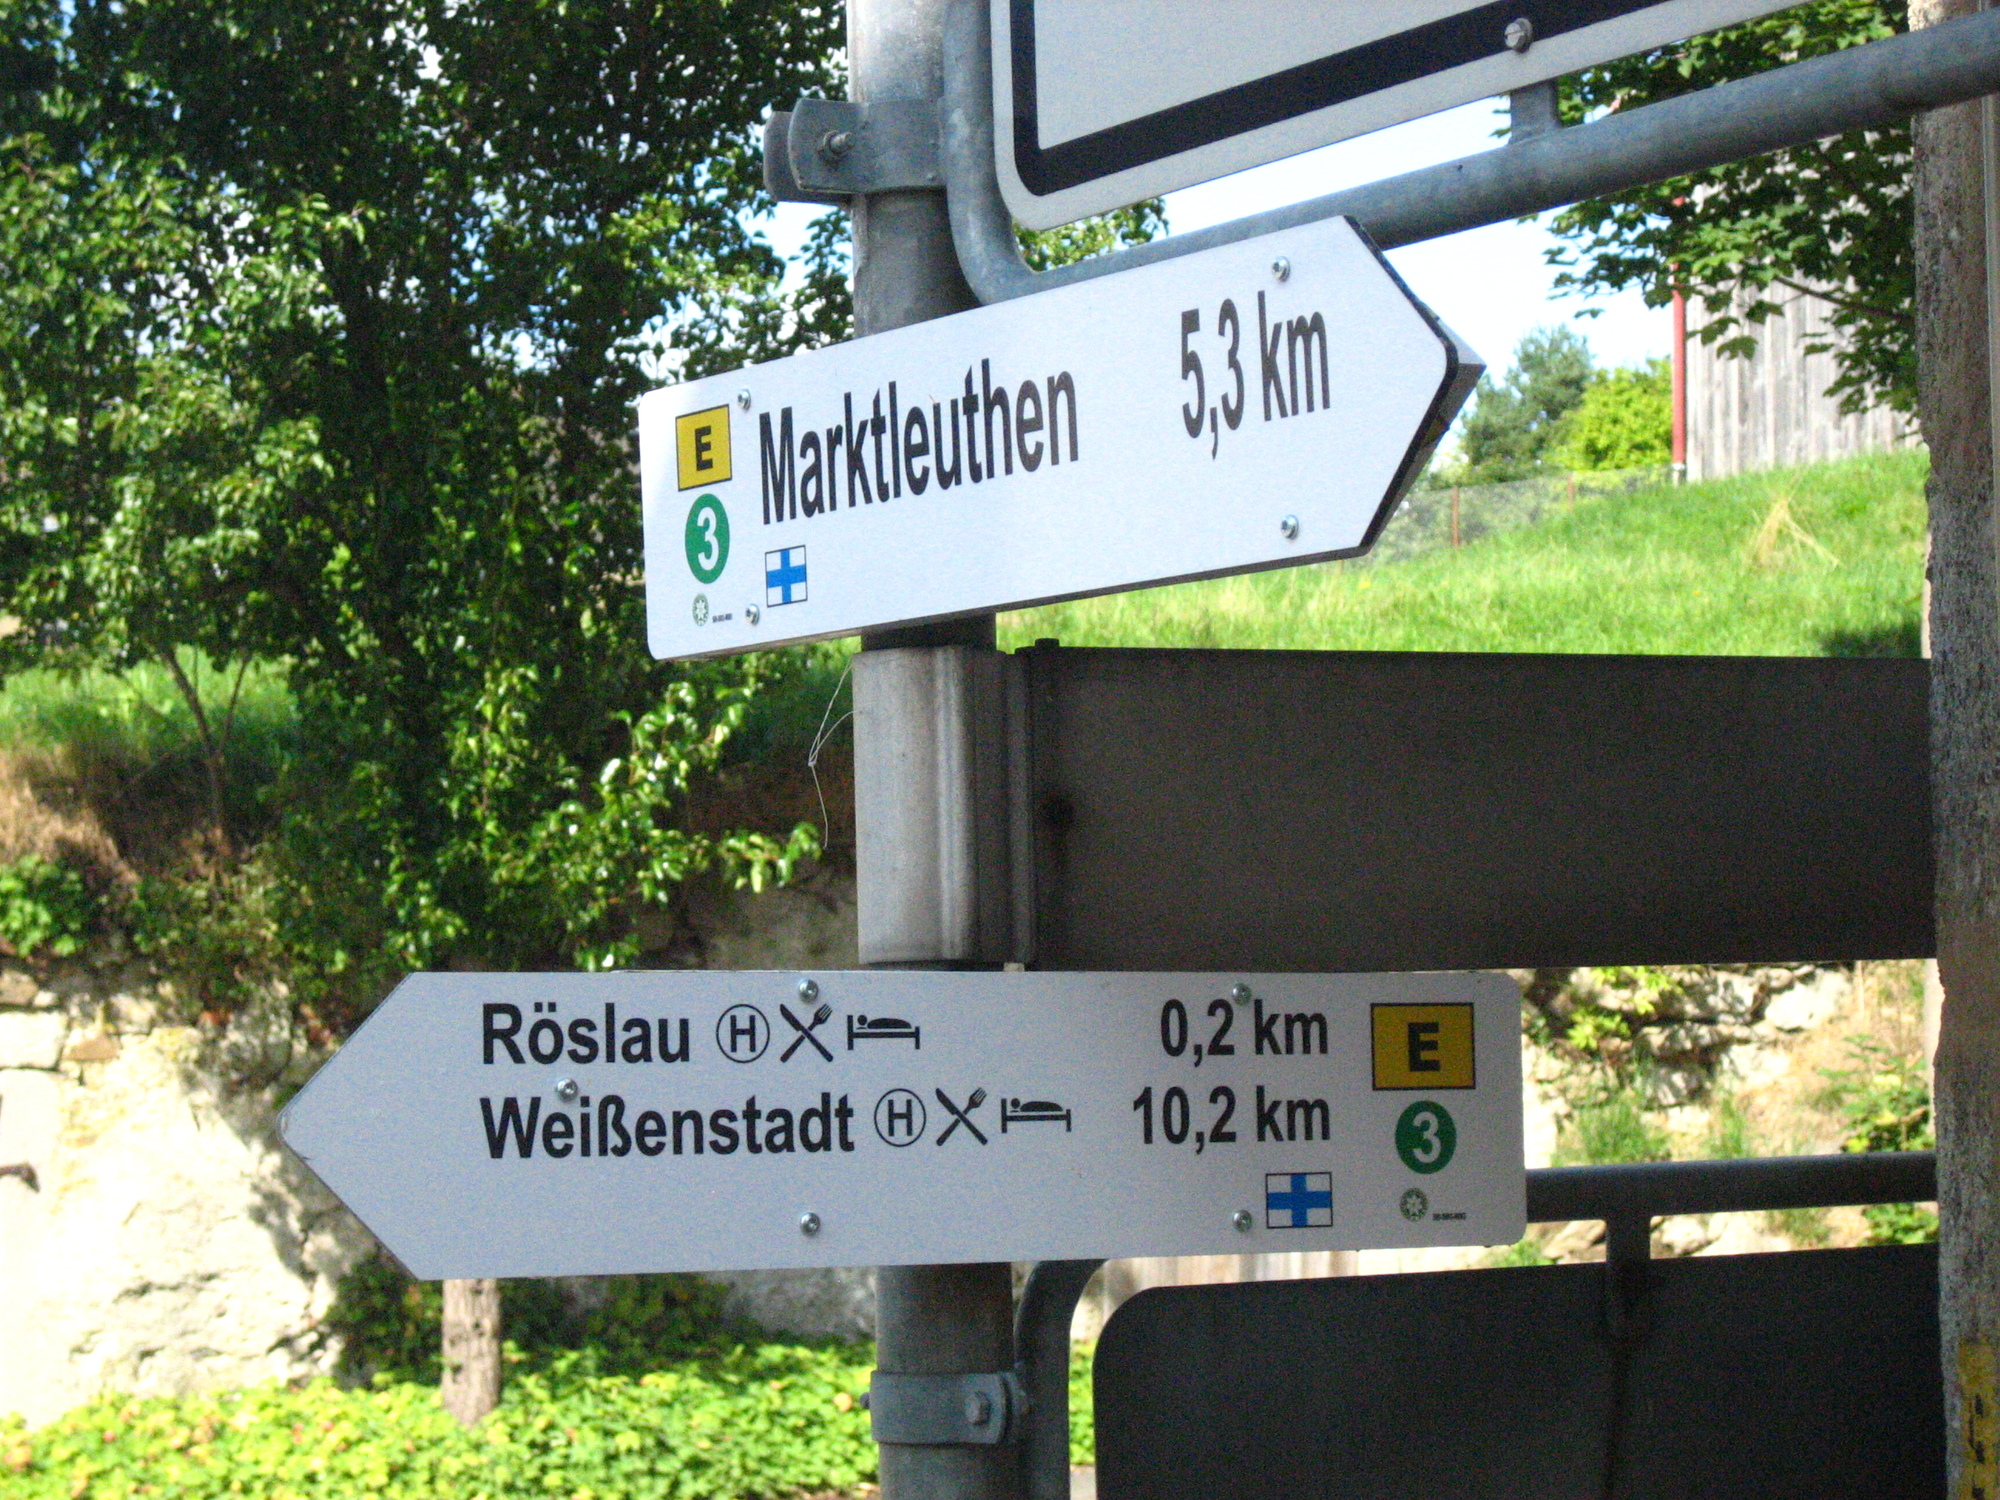 E
Marktleuthen 5,3 km
3
Röslau H 0,2 km
E
Weißenstadt H 10,2 km
3